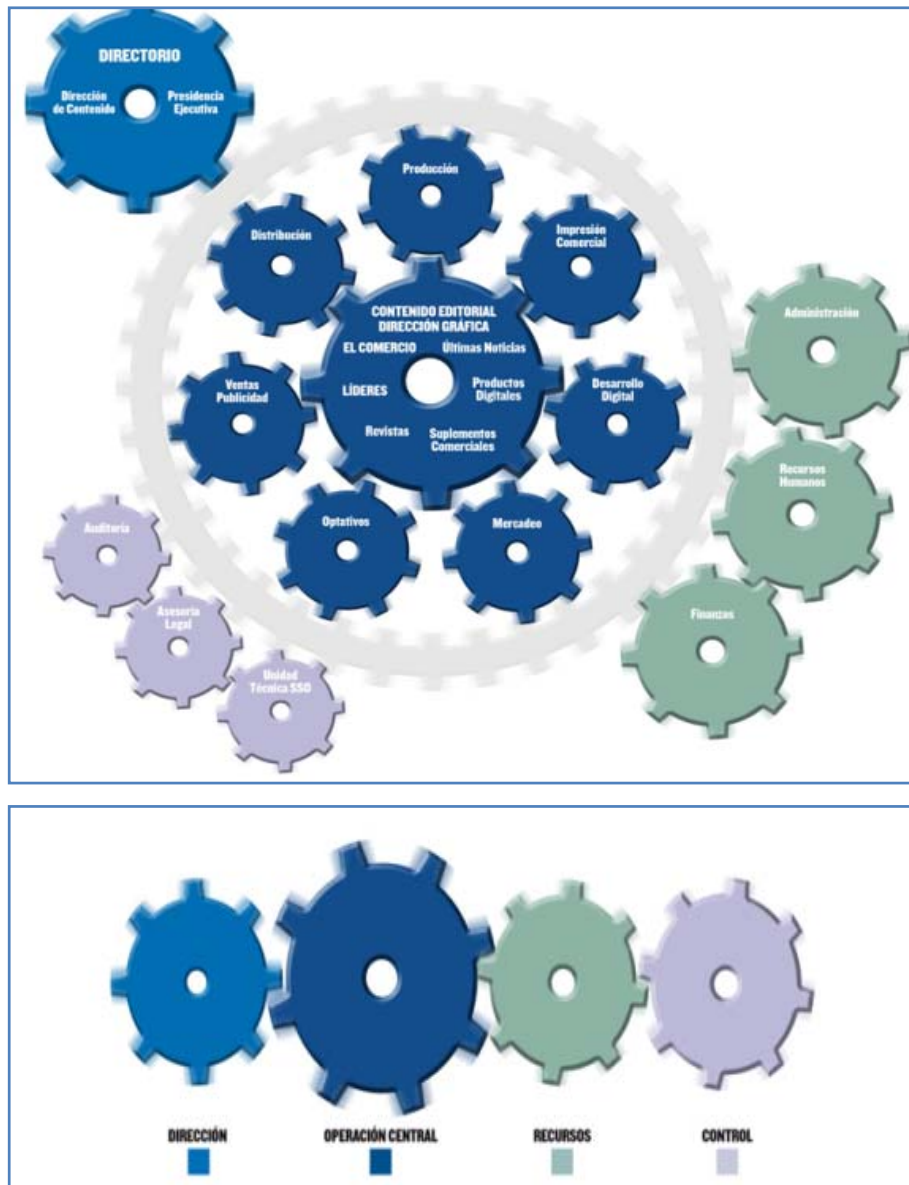 DIRECTORIO
Dirección
de Contenido
Presidencia
Ejecutiva
Producción
Distribución
Impresión
Comercial
CONTENIDO EDITORIAL
DIRECCIÓN GRÁFICA
EL COMERCIO
Últimas Noticias
LÍDERES
Productos
Digitales
Revistas
Suplementos
Comerciales
Ventas
Publicidad
Desarrollo
Digital
Optativos
Mercadeo
Administración
Recursos
Humanos
Finanzas
Auditoría
Asesoría
Legal
Unidad
Técnica SSO
DIRECCIÓN
OPERACIÓN CENTRAL
RECURSOS
CONTROL